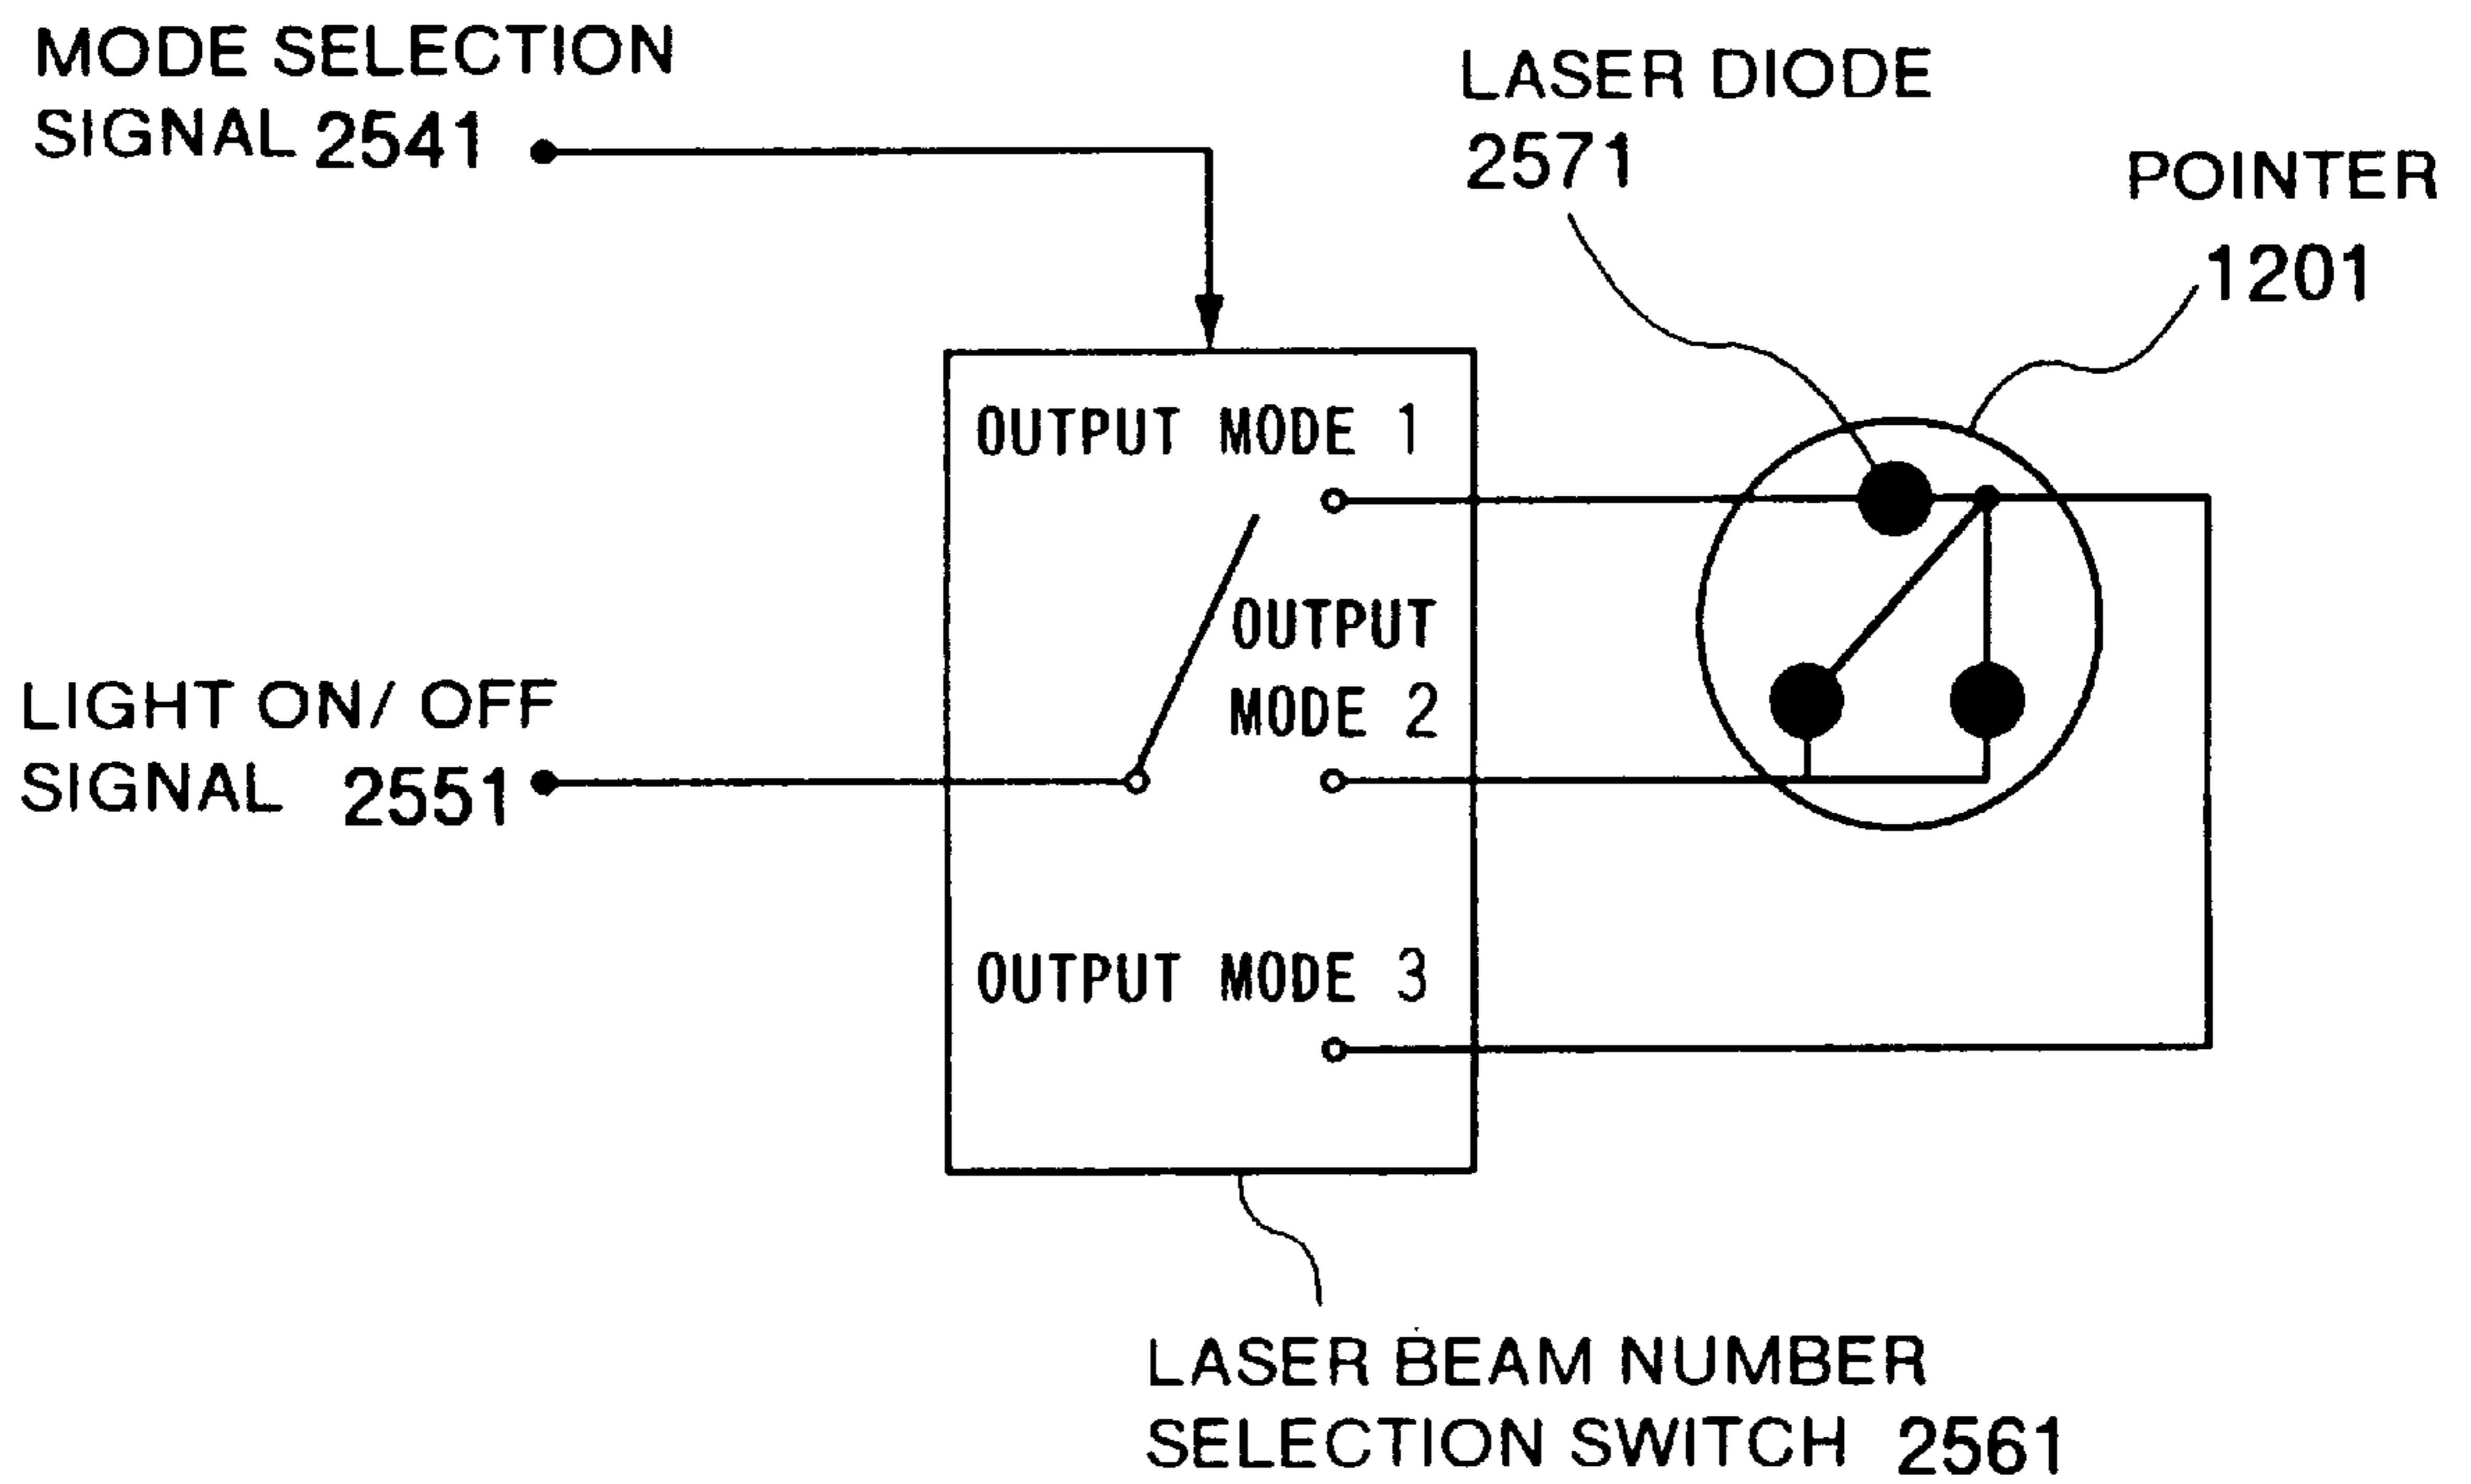 MODE SELECTION
SIGNAL 2541
LASER DIODE
2571
POINTER
1201
OUTPUT MODE 1
OUTPUT
MODE 2
LIGHT ON/ OFF
SIGNAL 2551
OUTPUT MODE 3
LASER BEAM NUMBER
SELECTION SWITCH 2561